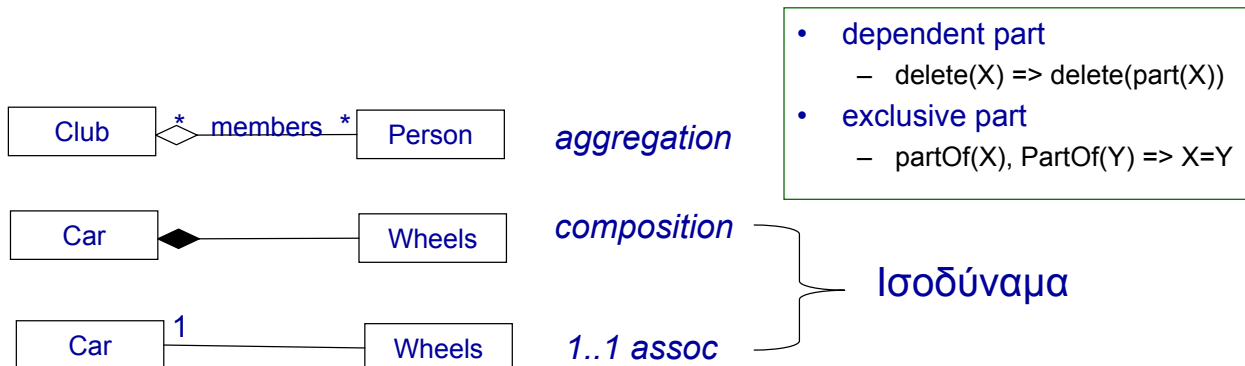 • dependent part
– delete(X) => delete(part(X))
• exclusive part
– partOf(X), PartOf(Y) => X=Y
Club * members * Person aggregation
Car Wheels composition
Ισοδύναμα
Car 1 Wheels 1..1 assoc